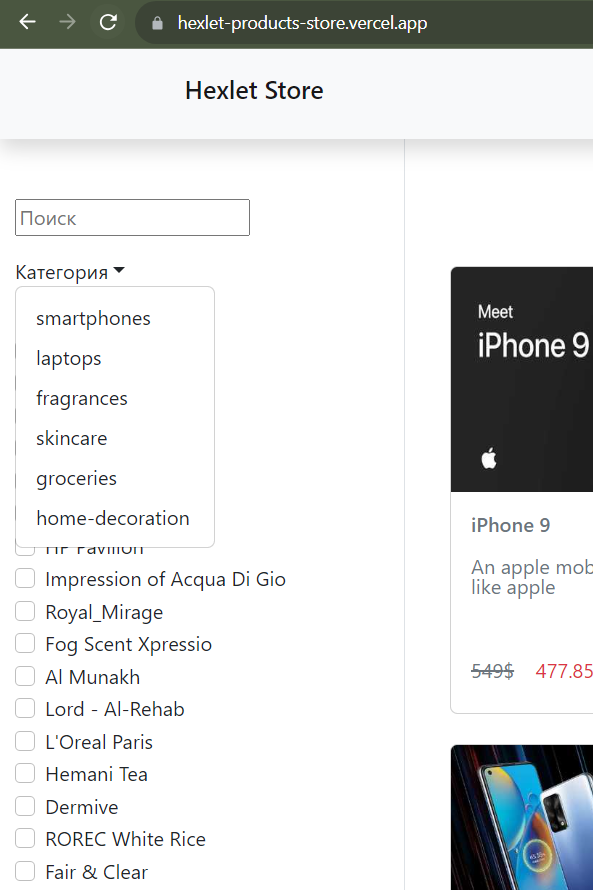 hexlet-products-store.vercel.app
Hexlet Store
Поиск
Категория
smartphones
laptops
fragrances
skincare
groceries
home-decoration
HP Pavilion
Impression of Acqua Di Gio
Royal_Mirage
Fog Scent Xpressio
Al Munakh
Lord - Al-Rehab
L'Oreal Paris
Hemani Tea
Dermive
ROREC White Rice
Fair & Clear
Meet
iPhone 9
iPhone 9
An apple mob
like apple
549$ 477.85